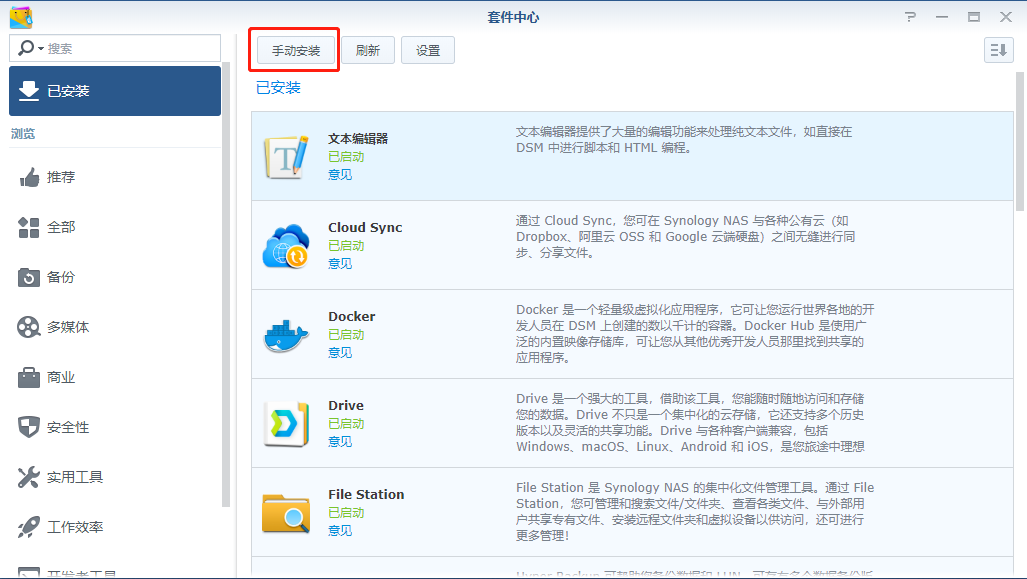 套件中心
搜索
手动安装
刷新
设置
已安装
已安装
浏览
推荐
全部
备份
多媒体
商业
安全性
实用工具
工作效率
开发者工具
文本编辑器
已启动
意见
文本编辑器提供了大量的编辑功能来处理纯文本文件，如直接在
DSM 中进行脚本和 HTML 编程。
Cloud Sync
已启动
意见
通过 Cloud Sync，您可在 Synology NAS 与各种公有云（如
Dropbox、阿里云 OSS 和 Google 云端硬盘）之间无缝进行同
步、分享文件。
Docker
已启动
意见
Docker 是一个轻量级虚拟化应用程序，它可让您运行世界各地的开
发人员在 DSM 上创建的数以千计的容器。Docker Hub 是使用广
泛的内置映像存储库，可让您从其他优秀开发人员那里找到共享的
应用程序。
Drive
已启动
意见
Drive 是一个强大的工具，借助该工具，您能随时随地访问和存储
您的数据。Drive 不只是一个集中化的云存储，它还支持多个历史
版本以及灵活的共享功能。Drive 与各种客户端兼容，包括
Windows、macOS、Linux、Android 和 iOS，是您旅途中理想
File Station
已启动
意见
File Station 是 Synology NAS 的集中化文件管理工具。通过 File
Station，您可管理和搜索文件/文件夹、查看各类文件、与外部用
户共享专有文件、安装远程文件夹和虚拟设备以供访问，还可进行
更多管理！